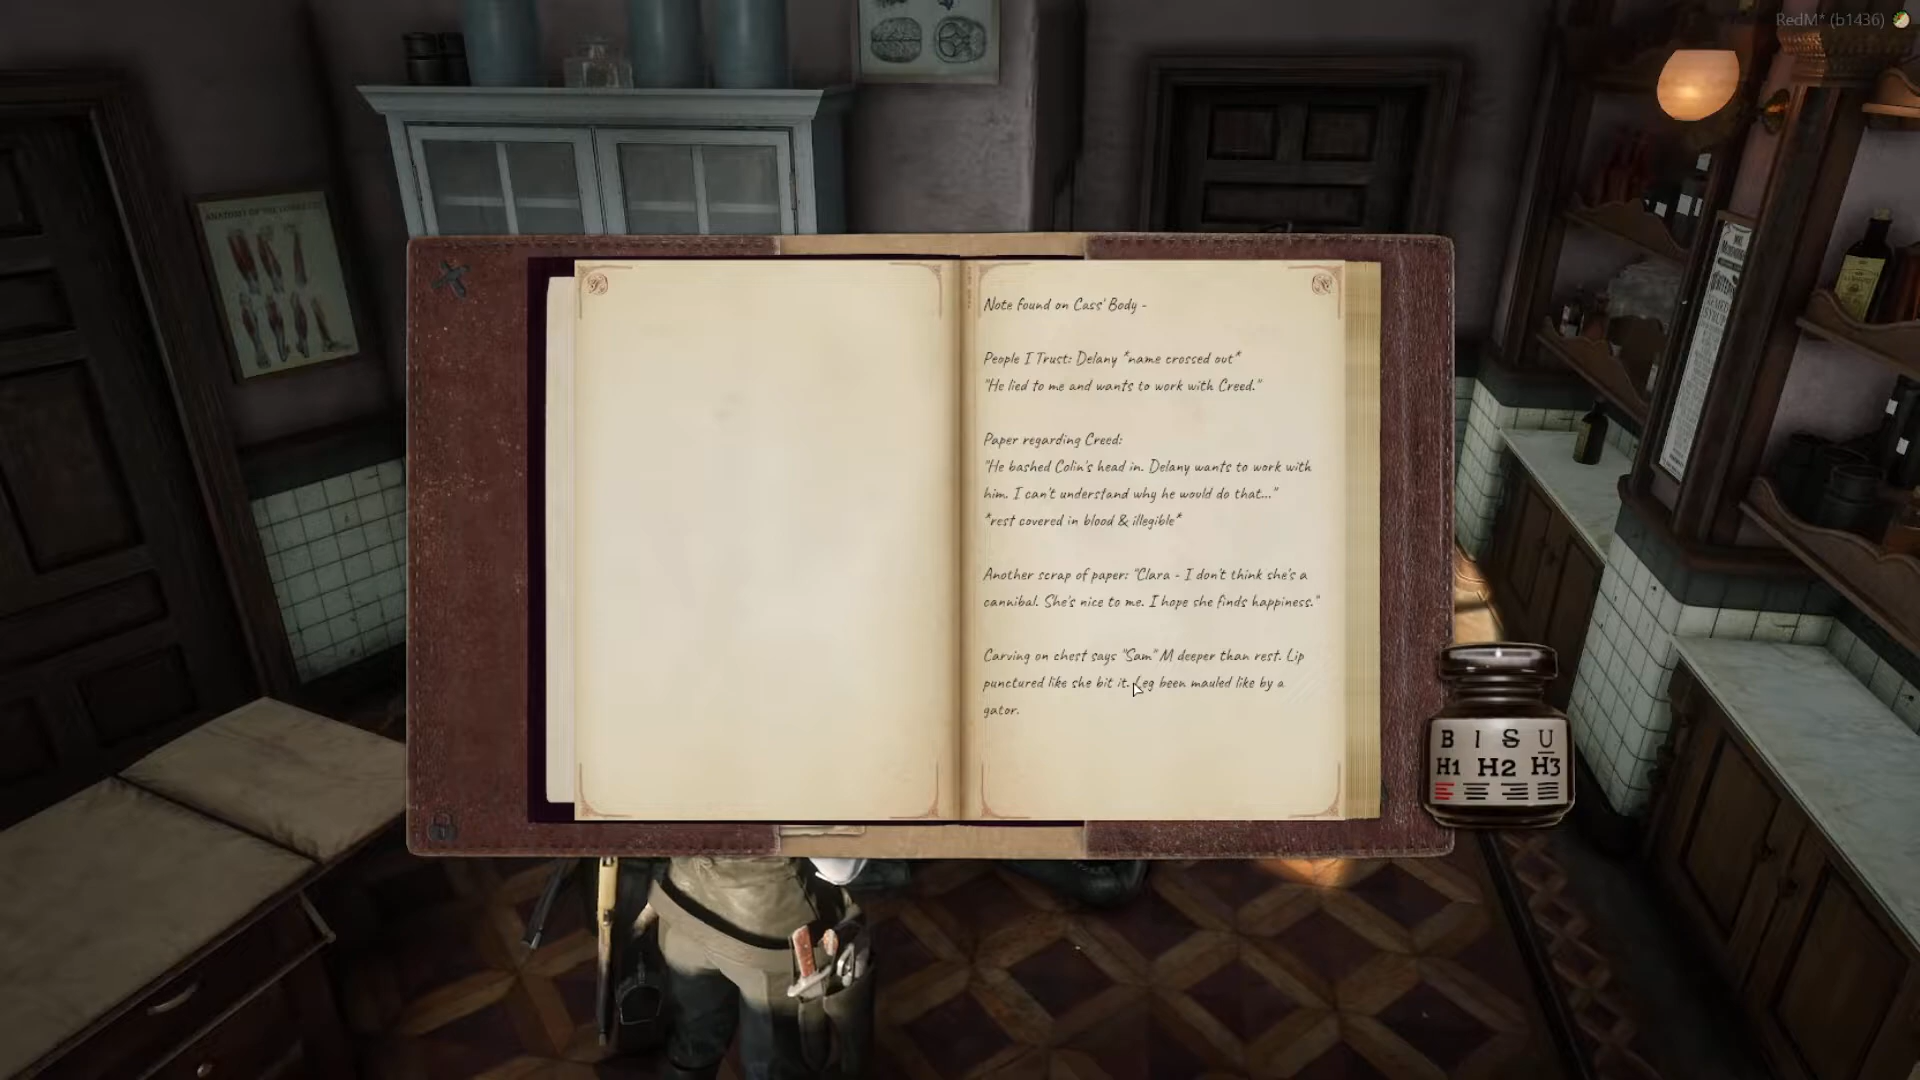 RedM* (b1436)
ANATOMY OF THE
Note found on Cass' Body -
People I Trust: Delany *name crossed out*
"He lied to me and wants to work with Creed."
Paper regarding Creed:
"He bashed Colin's head in. Delany wants to work with
him. I can't understand why he would do that..."
*rest covered in blood & illegible*
Another scrap of paper: "Clara - I don't think she's a
cannibal. She's nice to me. I hope she finds happiness."
Carving on chest says "Sam" M deeper than rest. Lip
punctured like she bit it. Leg been mauled like by a
gator.
B I S U
H1 H2 H3